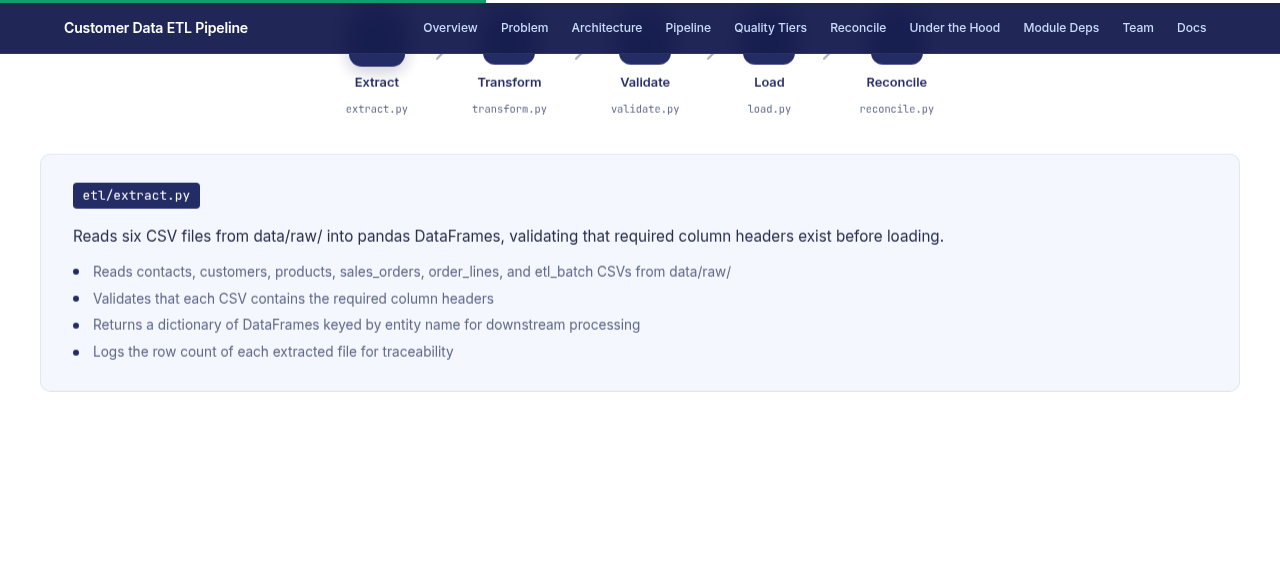 Customer Data ETL Pipeline
Overview Problem Architecture Pipeline Quality Tiers Reconcile Under the Hood Module Deps Team Docs
Extract Transform Validate Load Reconcile
extract.py transform.py validate.py load.py reconcile.py
etl/extract.py
Reads six CSV files from data/raw/ into pandas DataFrames, validating that required column headers exist before loading.
Reads contacts, customers, products, sales_orders, order_lines, and etl_batch CSVs from data/raw/
Validates that each CSV contains the required column headers
Returns a dictionary of DataFrames keyed by entity name for downstream processing
Logs the row count of each extracted file for traceability